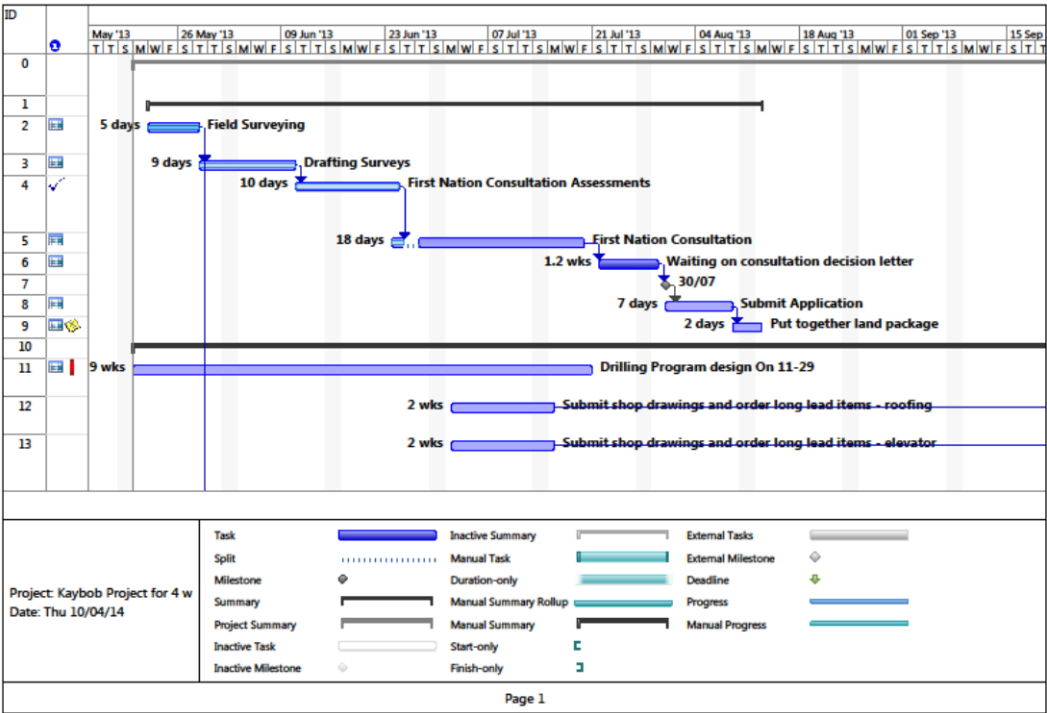 ID
May '13 26 May '13 09 Jun '13 23 Jun '13 07 Jul '13 21 Jul '13 04 Aug '13 18 Aug '13 01 Sep '13 15 Sep
T T S M W F S T T S M W F S T T S M W F S T T S M W F S T T S M W F S T T S M W F S T T S M W F S T T S M W F S T T S M W F S T T
0
1
2 5 days Field Surveying
3 9 days Drafting Surveys
4 10 days First Nation Consultation Assessments
5 18 days First Nation Consultation
6 1.2 wks Waiting on consultation decision letter
7 30/07
8 7 days Submit Application
9 2 days Put together land package
10
11 9 wks Drilling Program design On 11-29
12 2 wks Submit shop drawings and order long lead items - roofing
13 2 wks Submit shop drawings and order long lead items - elevator
Project: Kaybob Project for 4 w
Date: Thu 10/04/14
Task Inactive Summary External Tasks
Split Manual Task External Milestone
Milestone Duration-only Deadline
Summary Manual Summary Rollup Progress
Project Summary Manual Summary Manual Progress
Inactive Task Start-only
Inactive Milestone Finish-only
Page 1